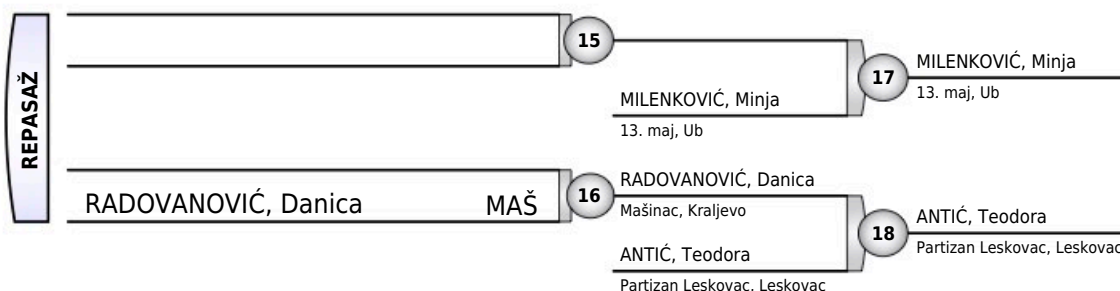 REPASAŽ
15
MILENKOVIĆ, Minja
13. maj, Ub
17
MILENKOVIĆ, Minja
13. maj, Ub
RADOVANOVIĆ, Danica MAŠ
16
RADOVANOVIĆ, Danica
Mašinac, Kraljevo
ANTIĆ, Teodora
Partizan Leskovac, Leskovac
18
ANTIĆ, Teodora
Partizan Leskovac, Leskovac